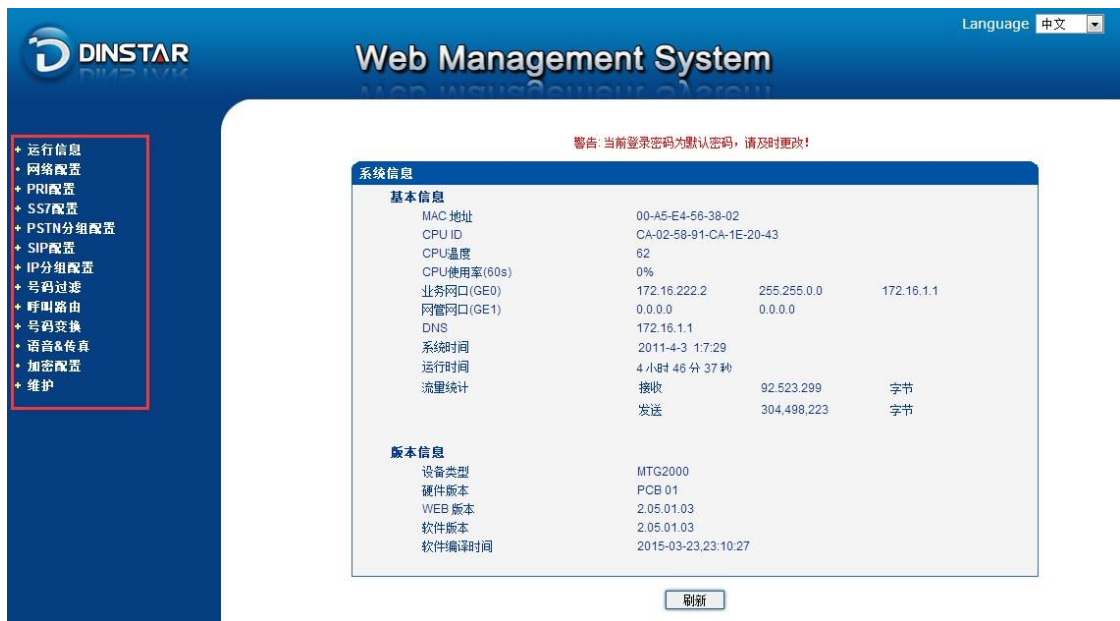 Language 中文
DINSTAR
Web Management System
警告: 当前登录密码为默认密码，请及时更改！
+ 运行信息
• 网络配置
+ PRI配置
+ SS7配置
+ PSTN分组配置
+ SIP配置
+ IP分组配置
+ 号码过滤
+ 呼叫路由
+ 号码变换
• 语音&传真
• 加密配置
+ 维护
系统信息
基本信息
MAC 地址 00-A5-E4-56-38-02
CPU ID CA-02-58-91-CA-1E-20-43
CPU温度 62
CPU使用率(60s) 0%
业务网口(GE0) 172.16.222.2 255.255.0.0 172.16.1.1
网管网口(GE1) 0.0.0.0 0.0.0.0
DNS 172.16.1.1
系统时间 2011-4-3 1:7:29
运行时间 4 小时 46 分 37 秒
流量统计 接收 92.523.299 字节
发送 304,498,223 字节
版本信息
设备类型 MTG2000
硬件版本 PCB 01
WEB 版本 2.05.01.03
软件版本 2.05.01.03
软件编译时间 2015-03-23,23:10:27
刷新